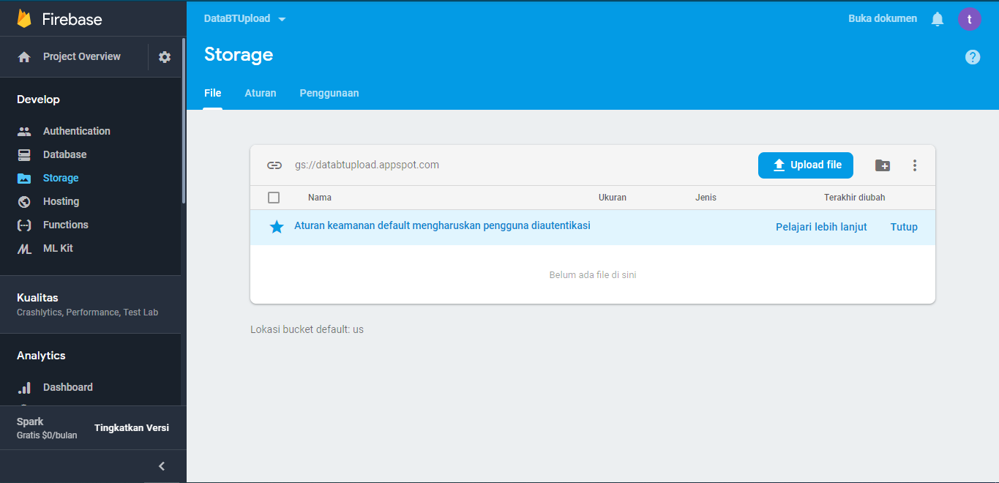 Firebase
Project Overview
Develop
Authentication
Database
Storage
Hosting
Functions
ML Kit
Kualitas
Crashlytics, Performance, Test Lab
Analytics
Dashboard
Spark
Gratis $0/bulan
Tingkatkan Versi
DataBTUpload
Buka dokumen
t
Storage
?
File
Aturan
Penggunaan
gs://databtupload.appspot.com
Upload file
Nama
Ukuran
Jenis
Terakhir diubah
Aturan keamanan default mengharuskan pengguna diautentikasi
Pelajari lebih lanjut
Tutup
Belum ada file di sini
Lokasi bucket default: us